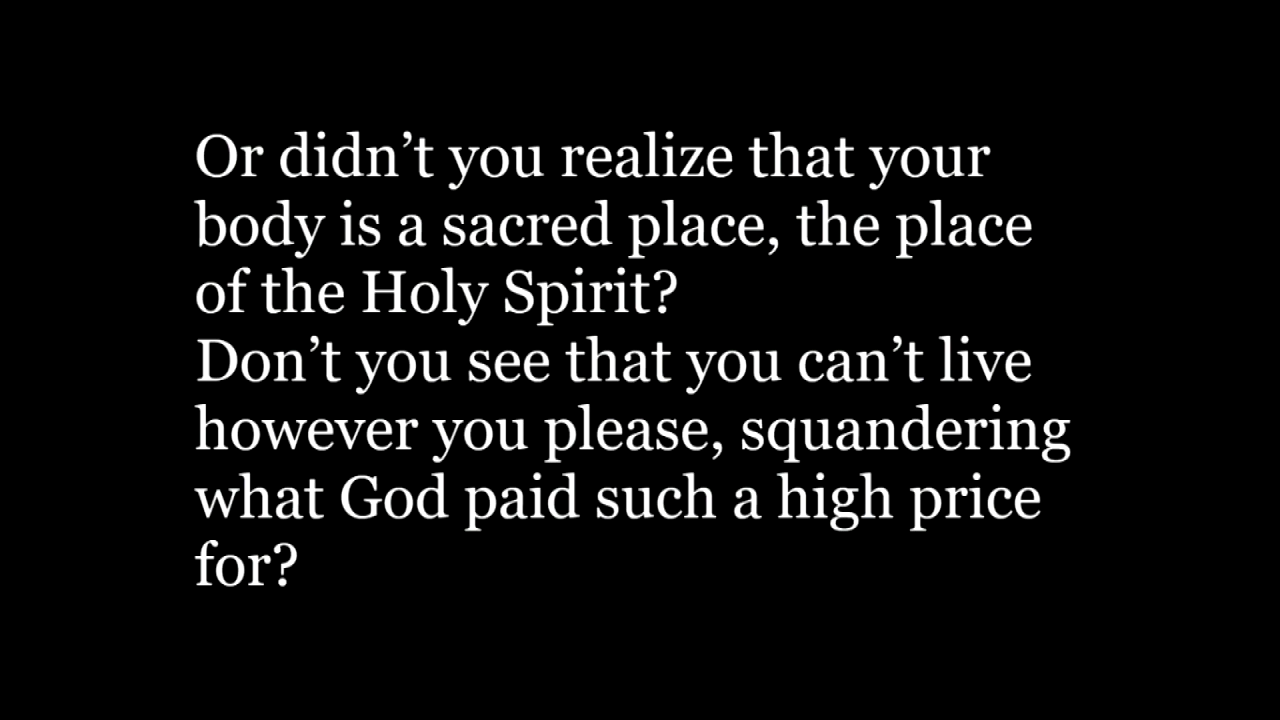 Or didn’t you realize that your
body is a sacred place, the place
of the Holy Spirit?
Don’t you see that you can’t live
however you please, squandering
what God paid such a high price
for?